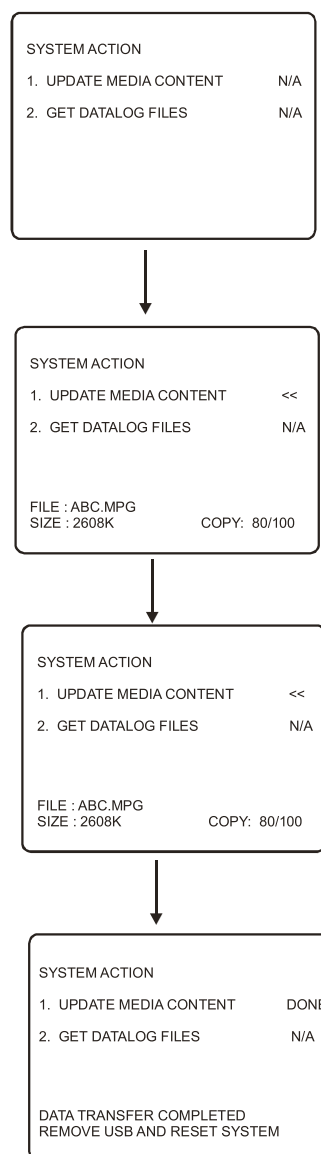 SYSTEM ACTION
1. UPDATE MEDIA CONTENT N/A
2. GET DATALOG FILES N/A
SYSTEM ACTION
1. UPDATE MEDIA CONTENT <<
2. GET DATALOG FILES N/A
FILE : ABC.MPG
SIZE : 2608K COPY: 80/100
SYSTEM ACTION
1. UPDATE MEDIA CONTENT <<
2. GET DATALOG FILES N/A
FILE : ABC.MPG
SIZE : 2608K COPY: 80/100
SYSTEM ACTION
1. UPDATE MEDIA CONTENT DONE
2. GET DATALOG FILES N/A
DATA TRANSFER COMPLETED
REMOVE USB AND RESET SYSTEM